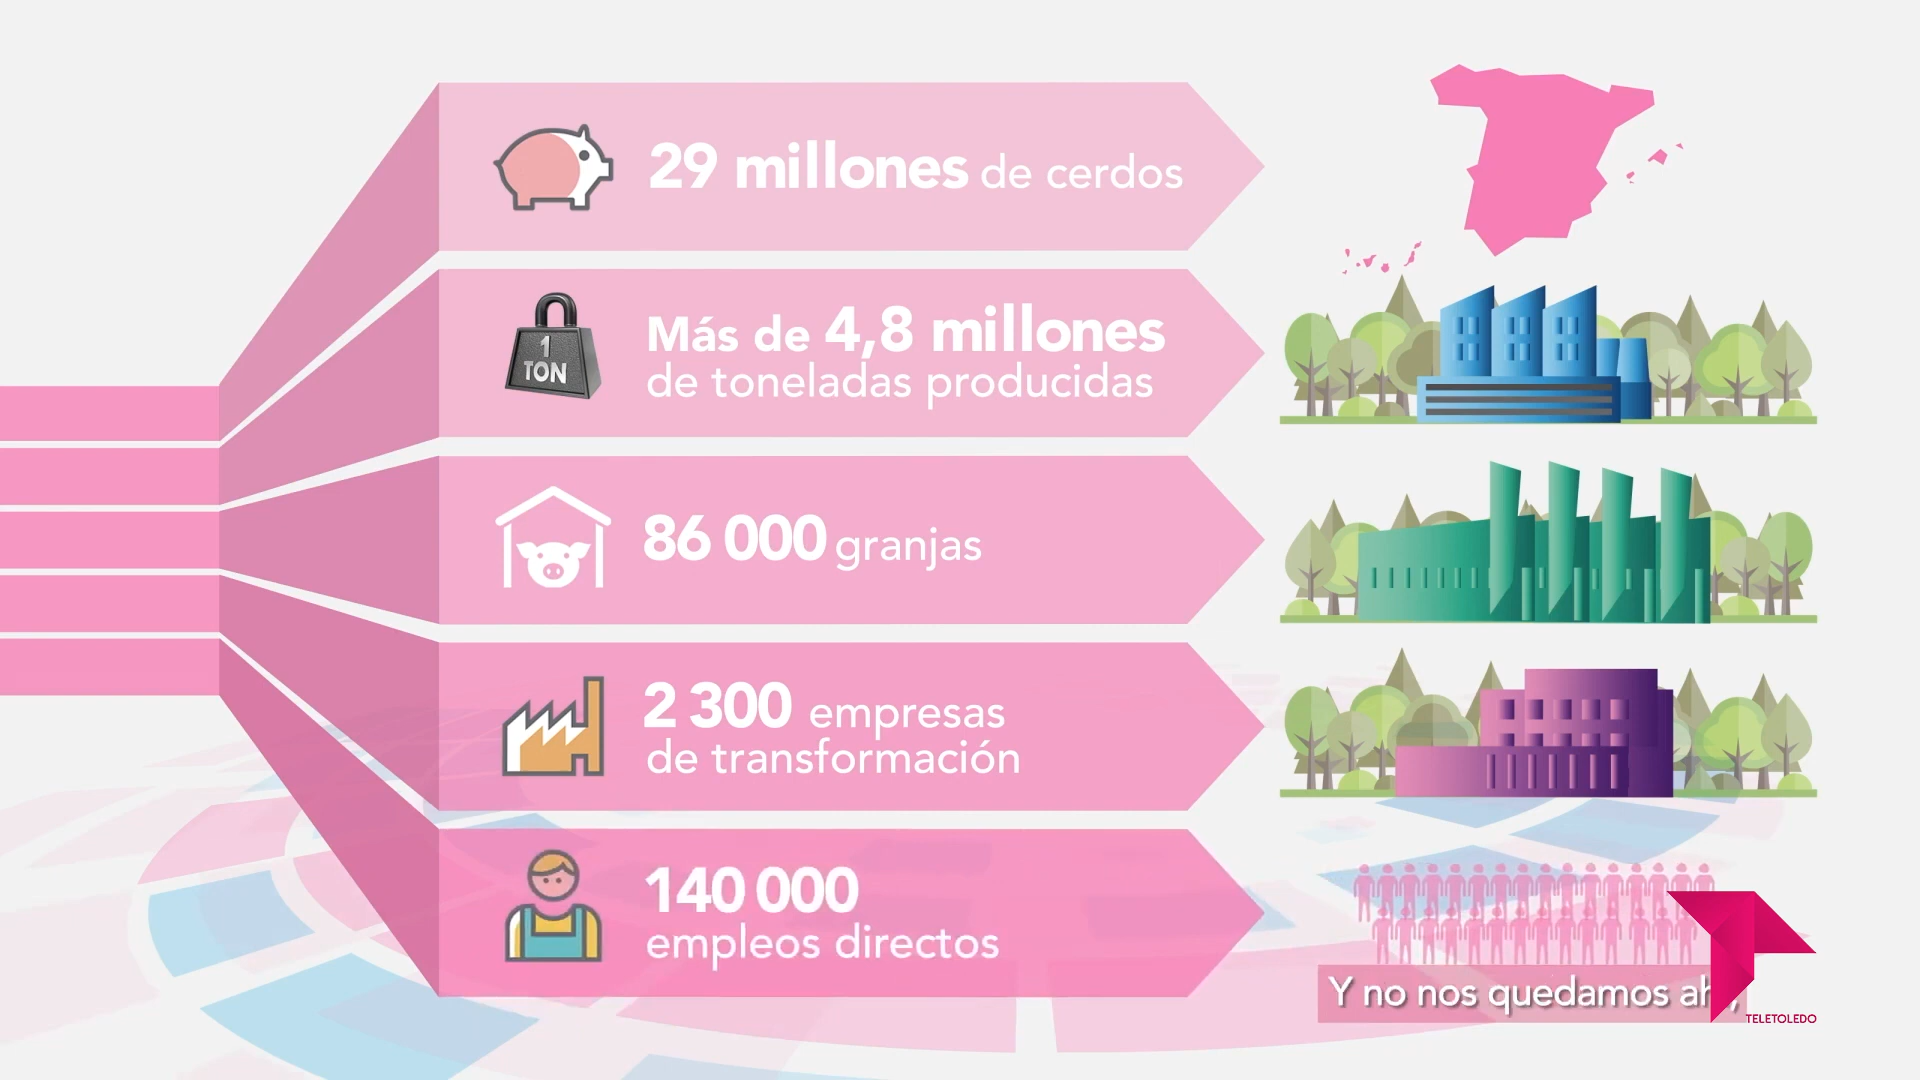 29 millones de cerdos
1
TON
Más de 4,8 millones
de toneladas producidas
86 000 granjas
2 300 empresas
de transformación
140 000
empleos directos
Y no nos quedamos
TELETOLEDO